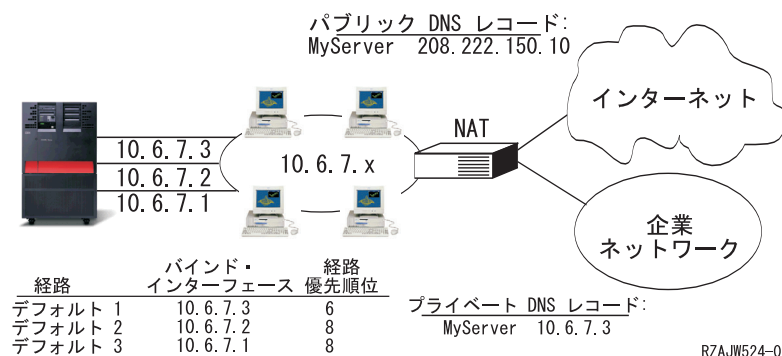 パブリック DNS レコード:
MyServer 208.222.150.10
インターネット
NAT
10.6.7.3
10.6.7.2
10.6.7.1
10.6.7.x
企業
ネットワーク
経路 バインド・インターフェース 経路優先順位
デフォルト 1 10.6.7.3 6
デフォルト 2 10.6.7.2 8
デフォルト 3 10.6.7.1 8
プライベート DNS レコード:
MyServer 10.6.7.3
RZAJW524-0